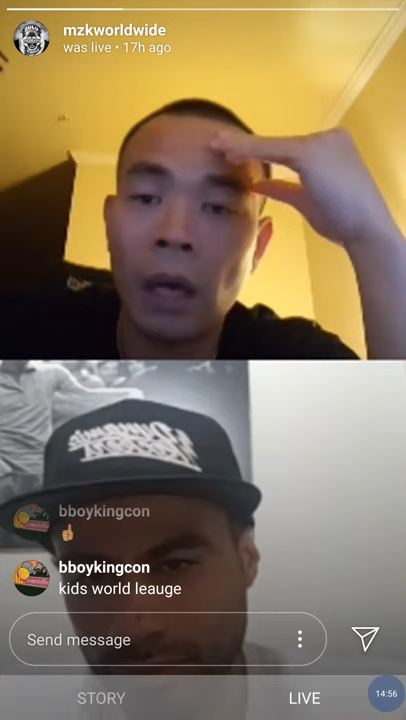 mzkworldwide
was live • 17h ago
bboykingcon
👍
bboykingcon
kids world leauge
Send message
STORY
LIVE
14:56